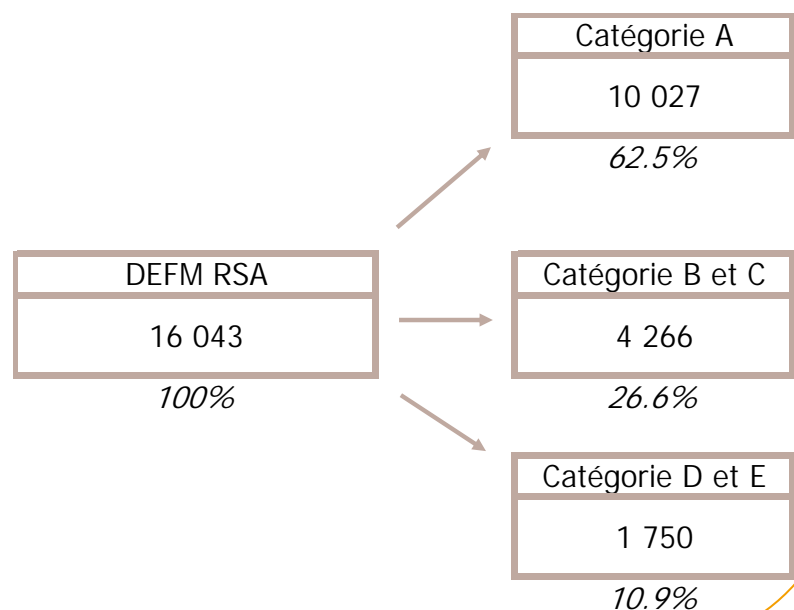 Catégorie A
10 027
62.5%
DEFM RSA
16 043
100%
Catégorie B et C
4 266
26.6%
Catégorie D et E
1 750
10.9%